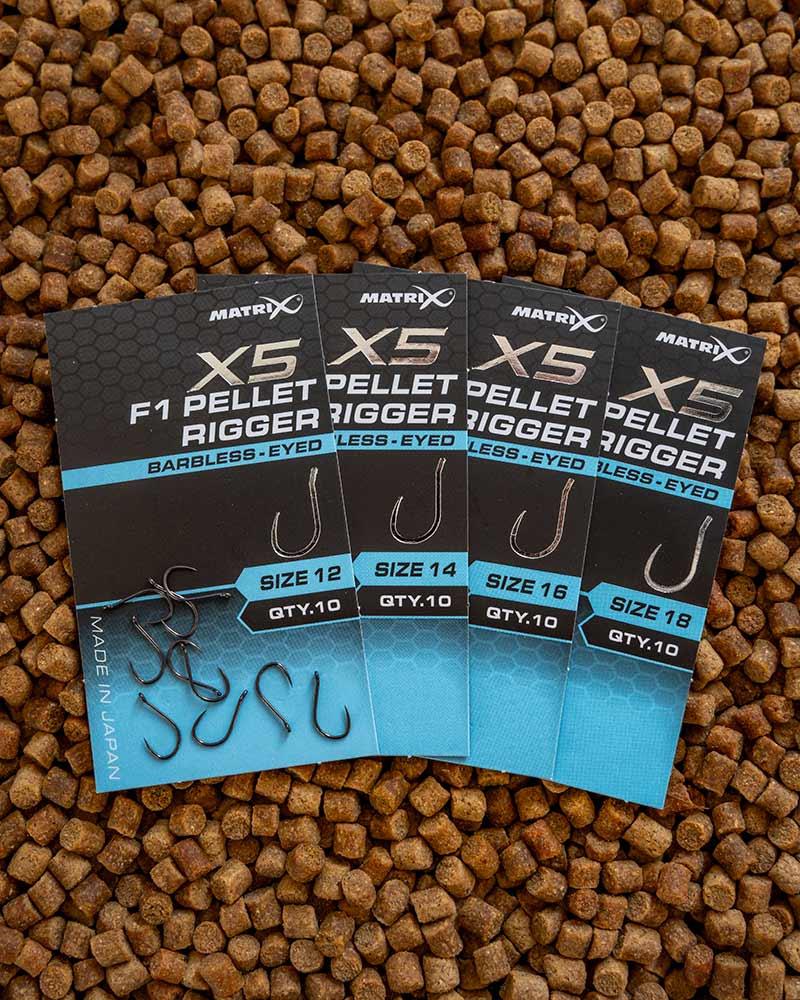 MATRIX
X5
F1 PELLET
RIGGER
BARBLESS-EYED
SIZE 12
QTY.10
MADE IN JAPAN
MATRIX
X5
PELLET
RIGGER
BLESS-EYED
SIZE 14
QTY.10
MATRIX
X5
PELLET
RIGGER
BLESS-EYED
SIZE 16
QTY.10
MATRIX
X5
PELLET
RIGGER
BLESS-EYED
SIZE 18
QTY.10